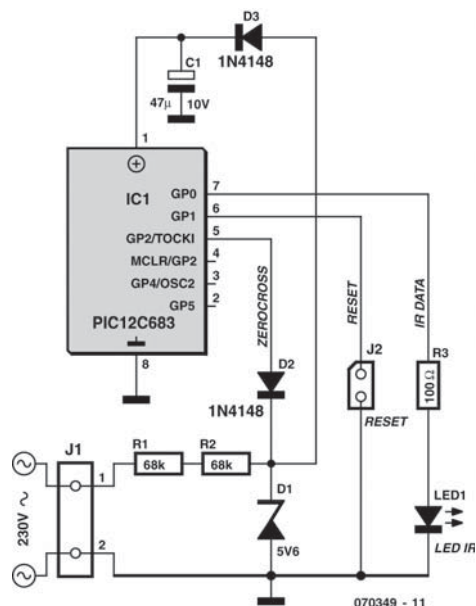 D3
1N4148
C1
47µ 10V
1
IC1
GP0 7
GP1 6
GP2/TOCKI 5
MCLR/GP2 4
GP4/OSC2 3
GP5 2
PIC12C683
8
ZEROCROSS
RESET
IR DATA
J2
R3
100Ω
RESET
D2
1N4148
J1
R1 R2
1 68k 68k
230V ~
D1
LED1
2
5V6
LED IR
070349 - 11